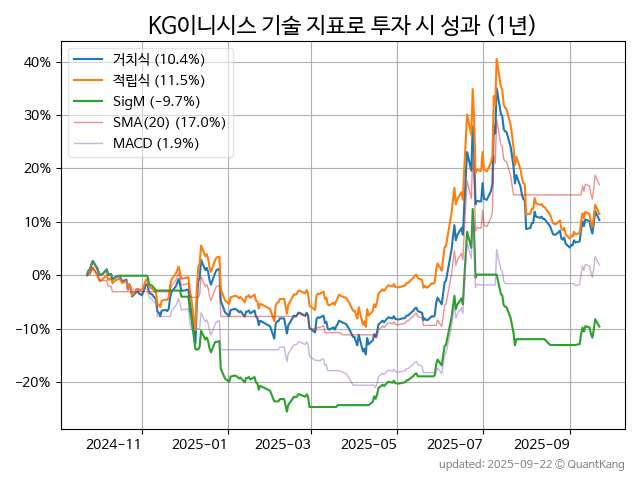 KG이니시스 기술 지표로 투자 시 성과 (1년)
거치식 (10.4%)
적립식 (11.5%)
SigM (−9.7%)
SMA(20) (17.0%)
MACD (1.9%)
40%
30%
20%
10%
0%
−10%
−20%
2024-11
2025-01
2025-03
2025-05
2025-07
2025-09
updated: 2025-09-22 © QuantKang